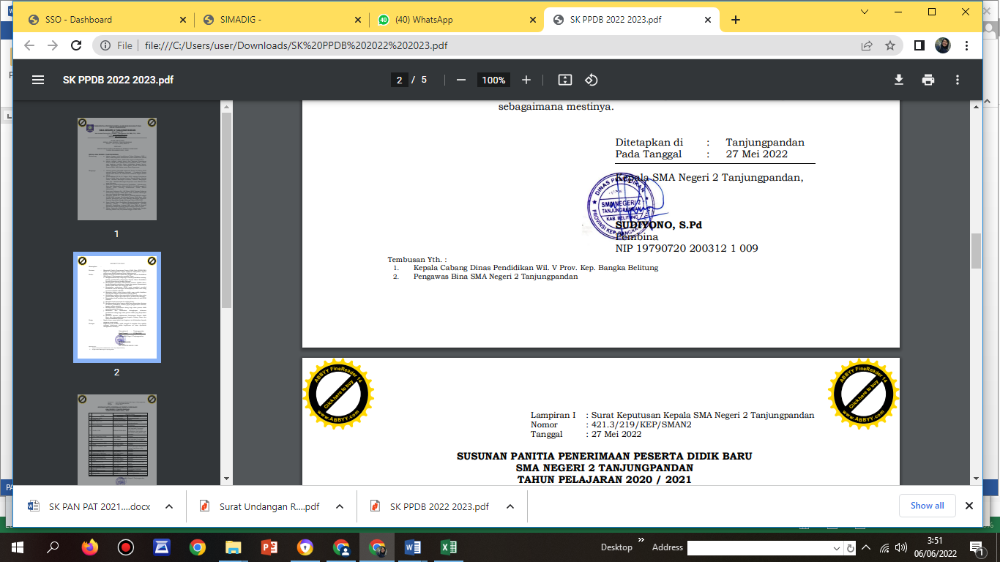 SSO - Dashboard
SIMADIG -
(40) WhatsApp
SK PPDB 2022 2023.pdf
File
file:///C:/Users/user/Downloads/SK%20PPDB%202022%202023.pdf
SK PPDB 2022 2023.pdf
2 / 5
100%
1
2
sebagaimana mestinya.
Ditetapkan di : Tanjungpandan
Pada Tanggal : 27 Mei 2022
Kepala SMA Negeri 2 Tanjungpandan,
DINAS PENDIDIKAN
SMA NEGERI 2
TANJUNGPANDAN
KAB. BELITUNG
PROVINSI KEP. BANGKA BELITUNG
SUDIYONO, S.Pd
Pembina
NIP 19790720 200312 1 009
Tembusan Yth. :
1. Kepala Cabang Dinas Pendidikan Wil. V Prov. Kep. Bangka Belitung
2. Pengawas Bina SMA Negeri 2 Tanjungpandan
ABBYY FineReader 14
Click here to buy
www.ABBYY.com
ABBYY FineReader 14
Click here to buy
www.ABBYY.com
Lampiran I : Surat Keputusan Kepala SMA Negeri 2 Tanjungpandan
Nomor : 421.3/219/KEP/SMAN2
Tanggal : 27 Mei 2022
SUSUNAN PANITIA PENERIMAAN PESERTA DIDIK BARU
SMA NEGERI 2 TANJUNGPANDAN
TAHUN PELAJARAN 2020 / 2021
SK PAN PAT 2021....docx
Surat Undangan R....pdf
SK PPDB 2022 2023.pdf
Show all
Desktop
Address
3:51
06/06/2022
1